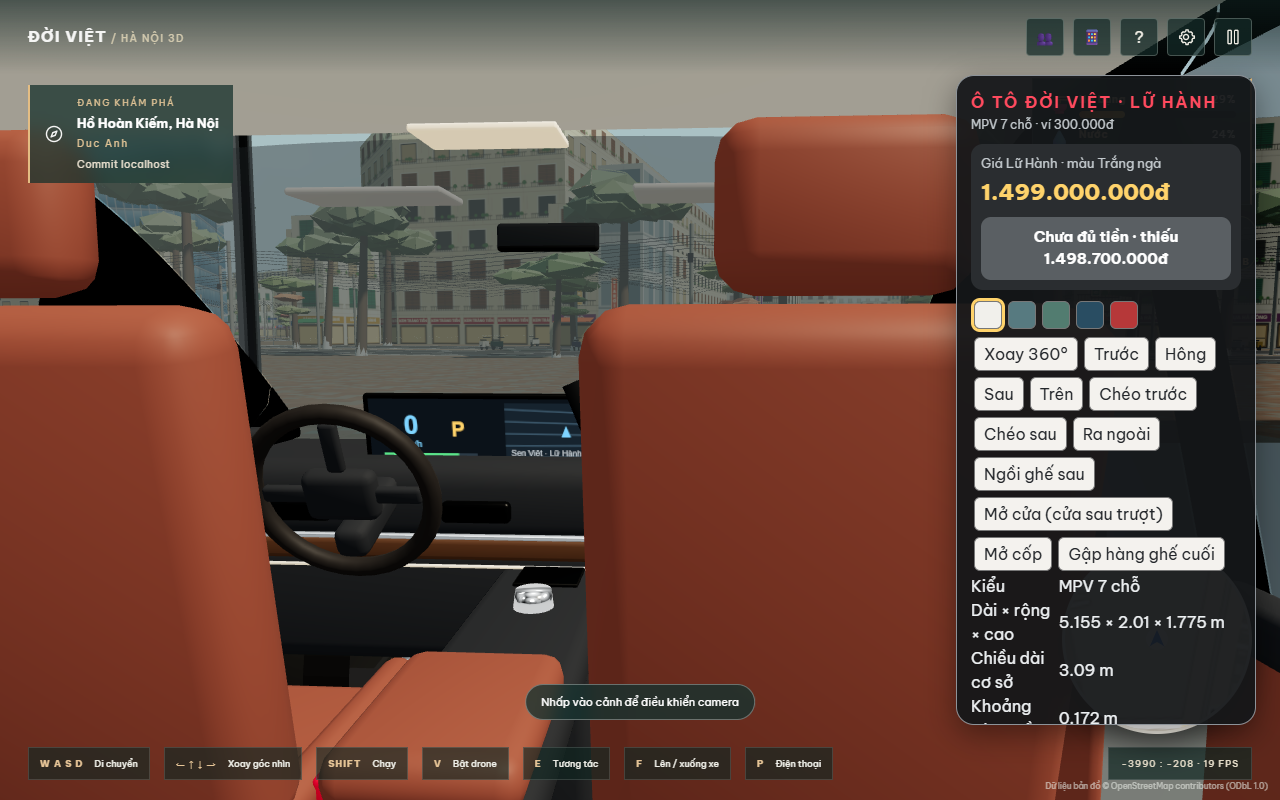 ĐỜI VIỆT / HÀ NỘI 3D
?
ĐANG KHÁM PHÁ
Hồ Hoàn Kiếm, Hà Nội
Duc Anh
Commit localhost
Ô TÔ ĐỜI VIỆT · LỮ HÀNH
MPV 7 chỗ · ví 300.000đ
24%
Giá Lữ Hành · màu Trắng ngà
1.499.000.000đ
Chưa đủ tiền · thiếu
1.498.700.000đ
Xoay 360°
Trước
Hông
Sau
Trên
Chéo trước
Chéo sau
Ra ngoài
Ngồi ghế sau
Mở cửa (cửa sau trượt)
Mở cốp
Gập hàng ghế cuối
Kiểu MPV 7 chỗ
Dài × rộng
× cao 5.155 × 2.01 × 1.775 m
Chiều dài
cơ sở 3.09 m
Khoảng
0.172 m
0
P
Sen Việt · Lữ Hành
Nhấp vào cảnh để điều khiển camera
W A S D Di chuyển
←↑↓→ Xoay góc nhìn
SHIFT Chạy
V Bật drone
E Tương tác
F Lên / xuống xe
P Điện thoại
-3990 : -208 · 19 FPS
Dữ liệu bản đồ © OpenStreetMap contributors (ODbL 1.0)